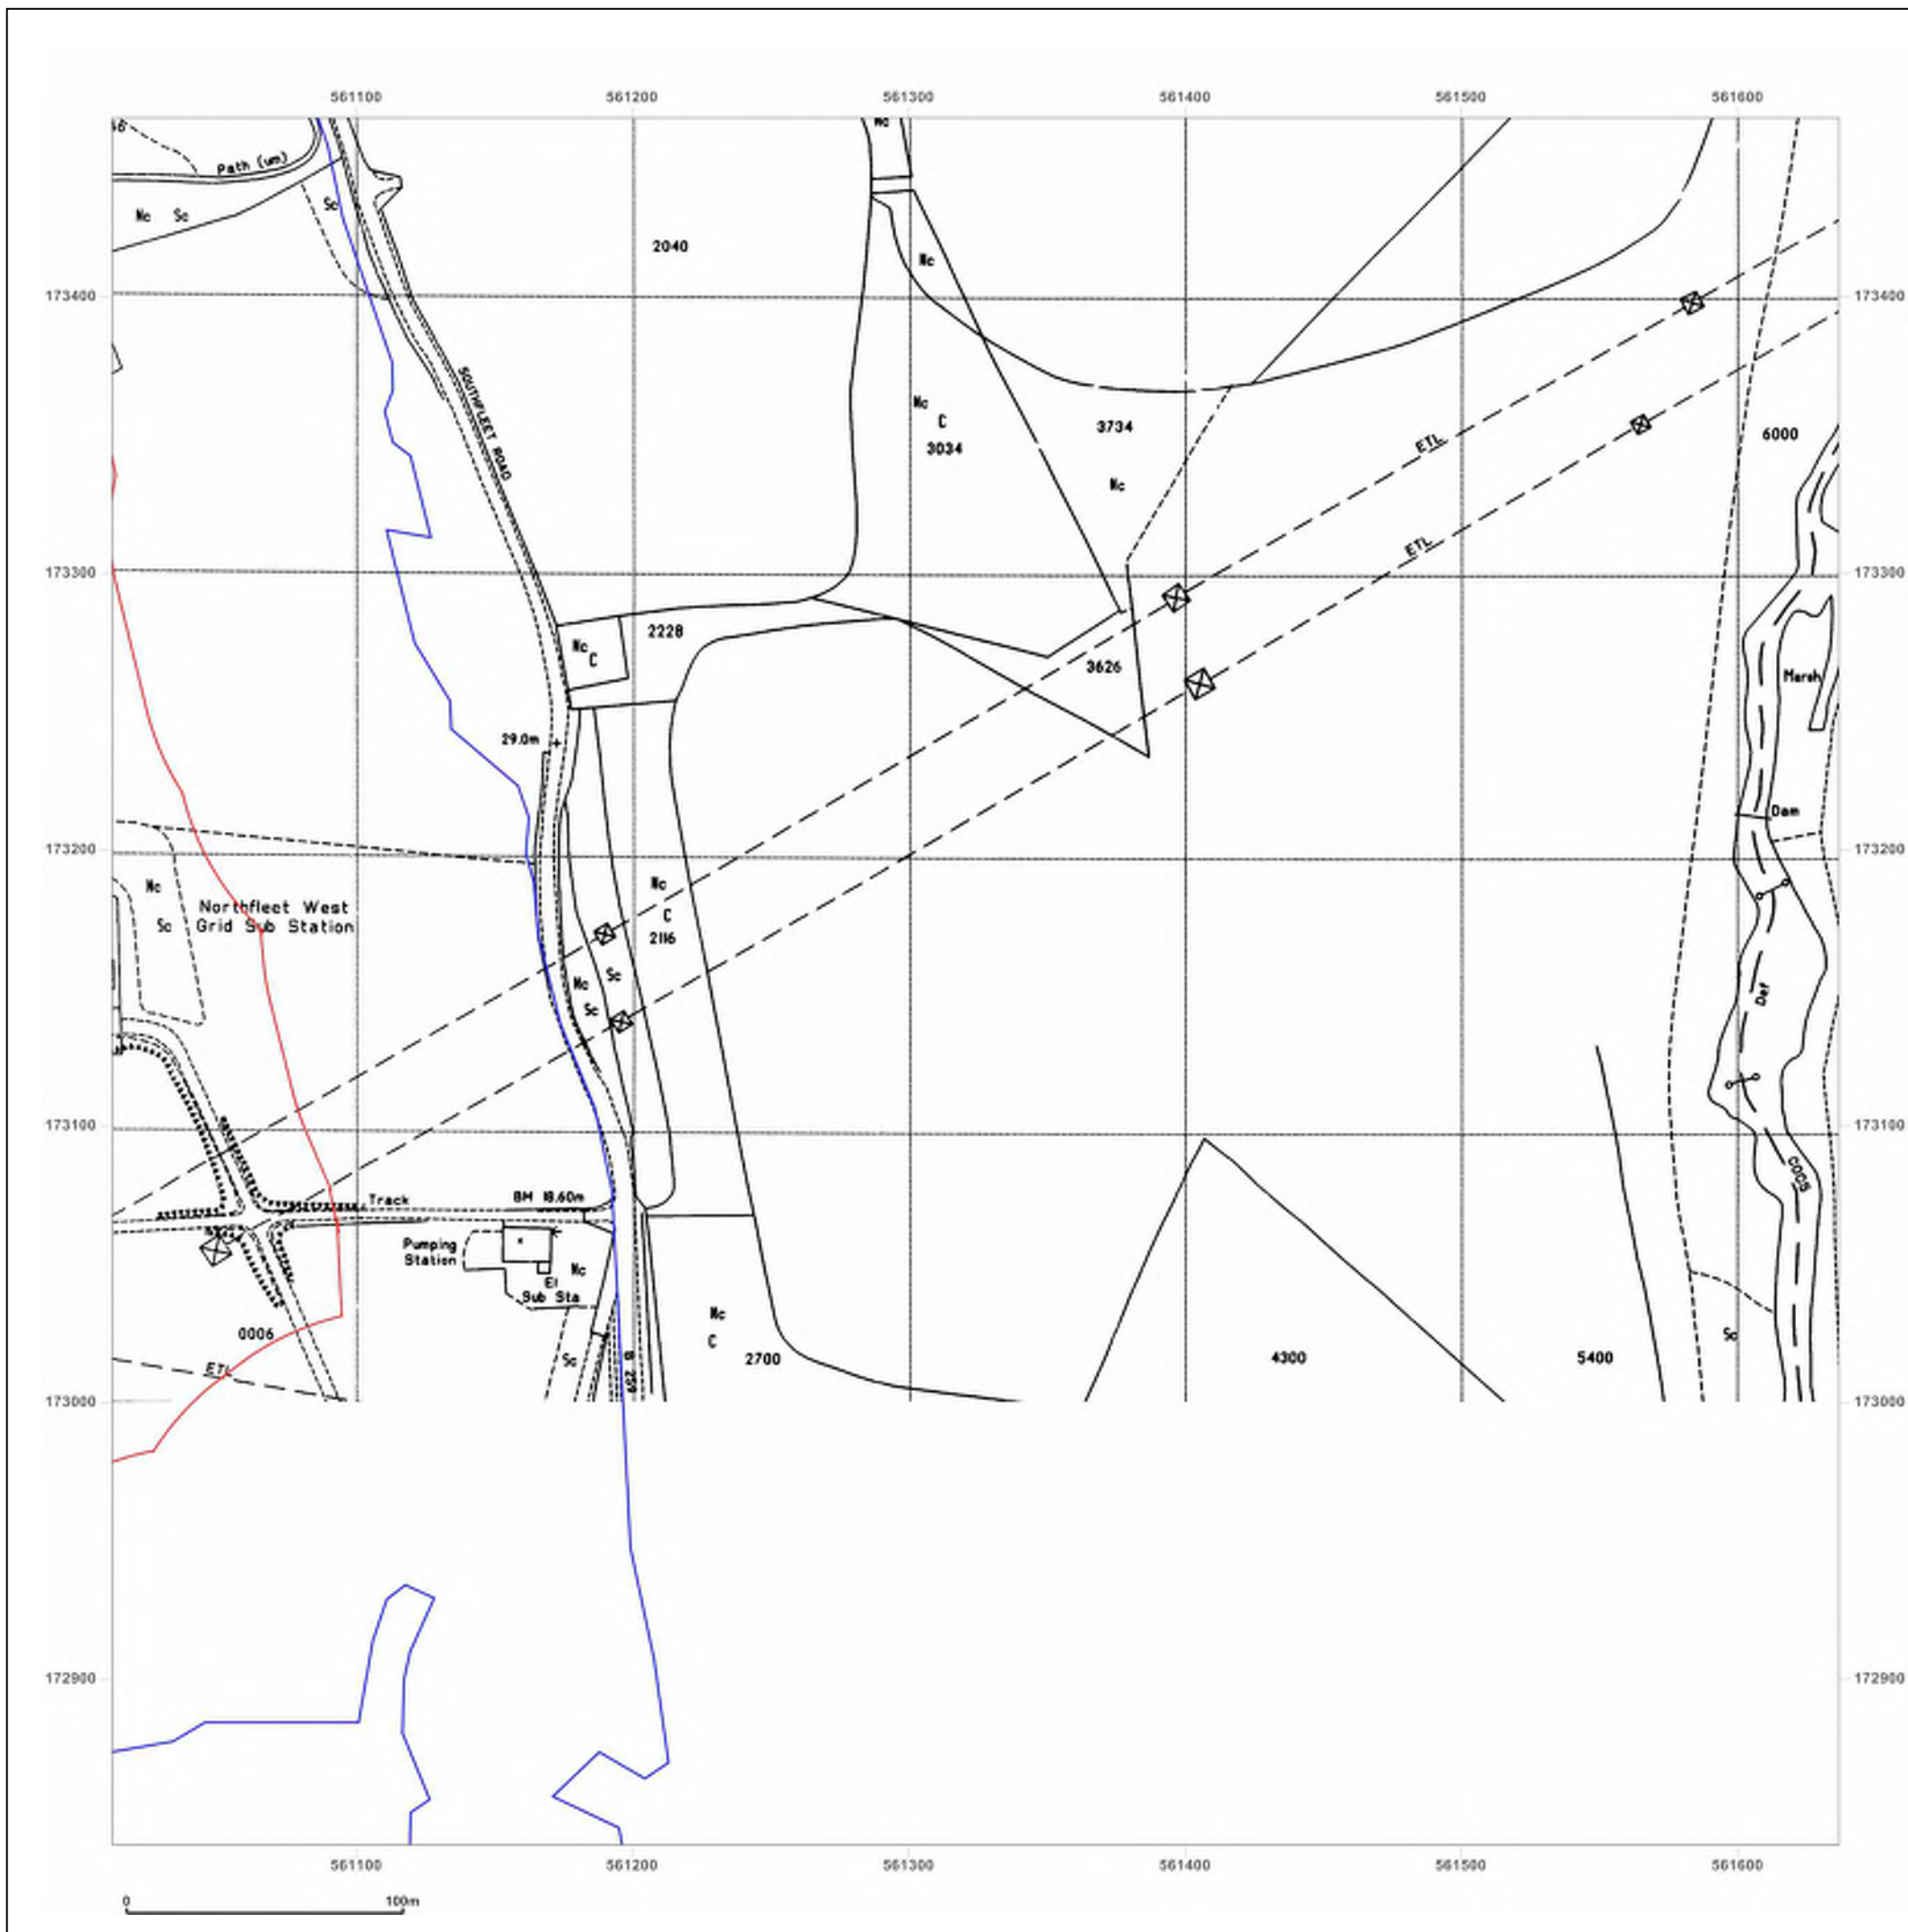 561100 561200 561300 561400 561500 561600
Nc
Path (um)
Nc Sc
Sc
2040
Nc
173400 173400
SOUTHFLEET ROAD
Nc
C
3034
3734
Nc
ETL
6000
ETL
173300 173300
2228
Nc
C
3626
Marsh
29.0m
Dam
173200 173200
Nc
Sc
Northfleet West
Grid Sub Station
Nc
C
2116
Sc
Nc
Sc
Def
173100 173100
CD05
Track
BM 18.60m
Pumping
Station
Nc
El
Sub Sta
0006
ETL
Sc
B 259
Nc
C
2700
4300
5400
Sc
173000 173000
172900 172900
561100 561200 561300 561400 561500 561600
0 100m